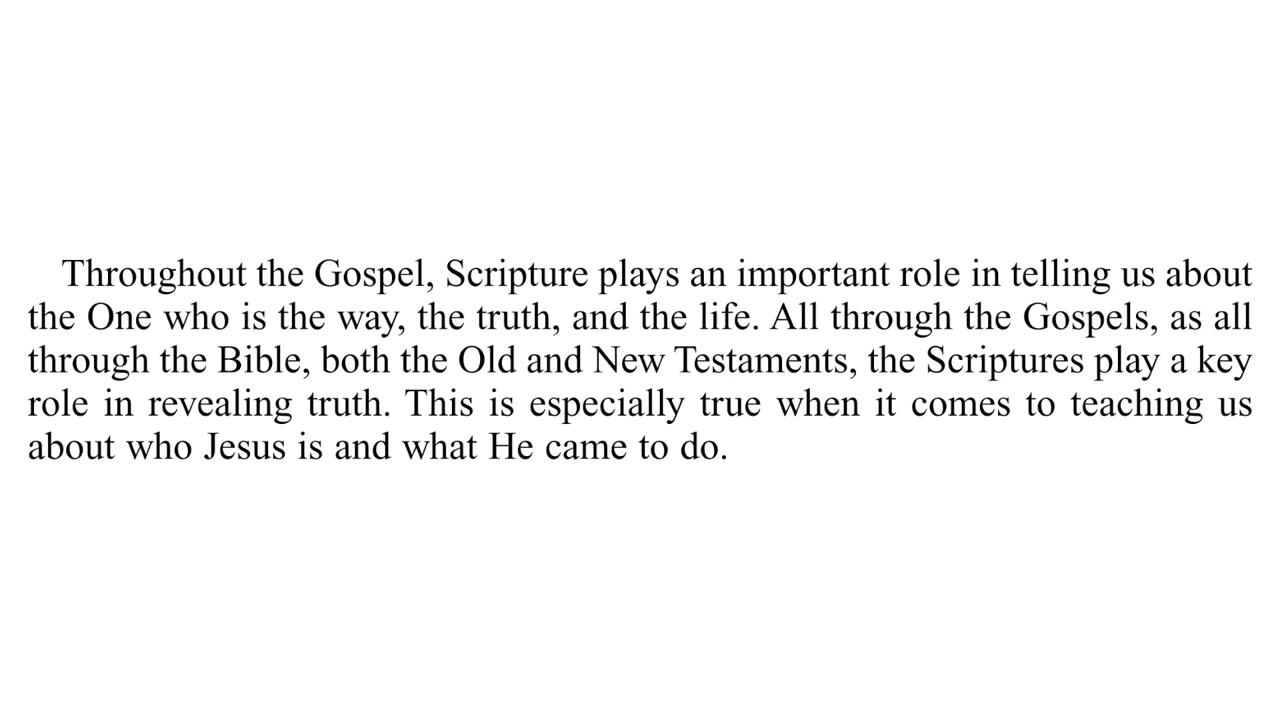 Throughout the Gospel, Scripture plays an important role in telling us about
the One who is the way, the truth, and the life. All through the Gospels, as all
through the Bible, both the Old and New Testaments, the Scriptures play a key
role in revealing truth. This is especially true when it comes to teaching us
about who Jesus is and what He came to do.